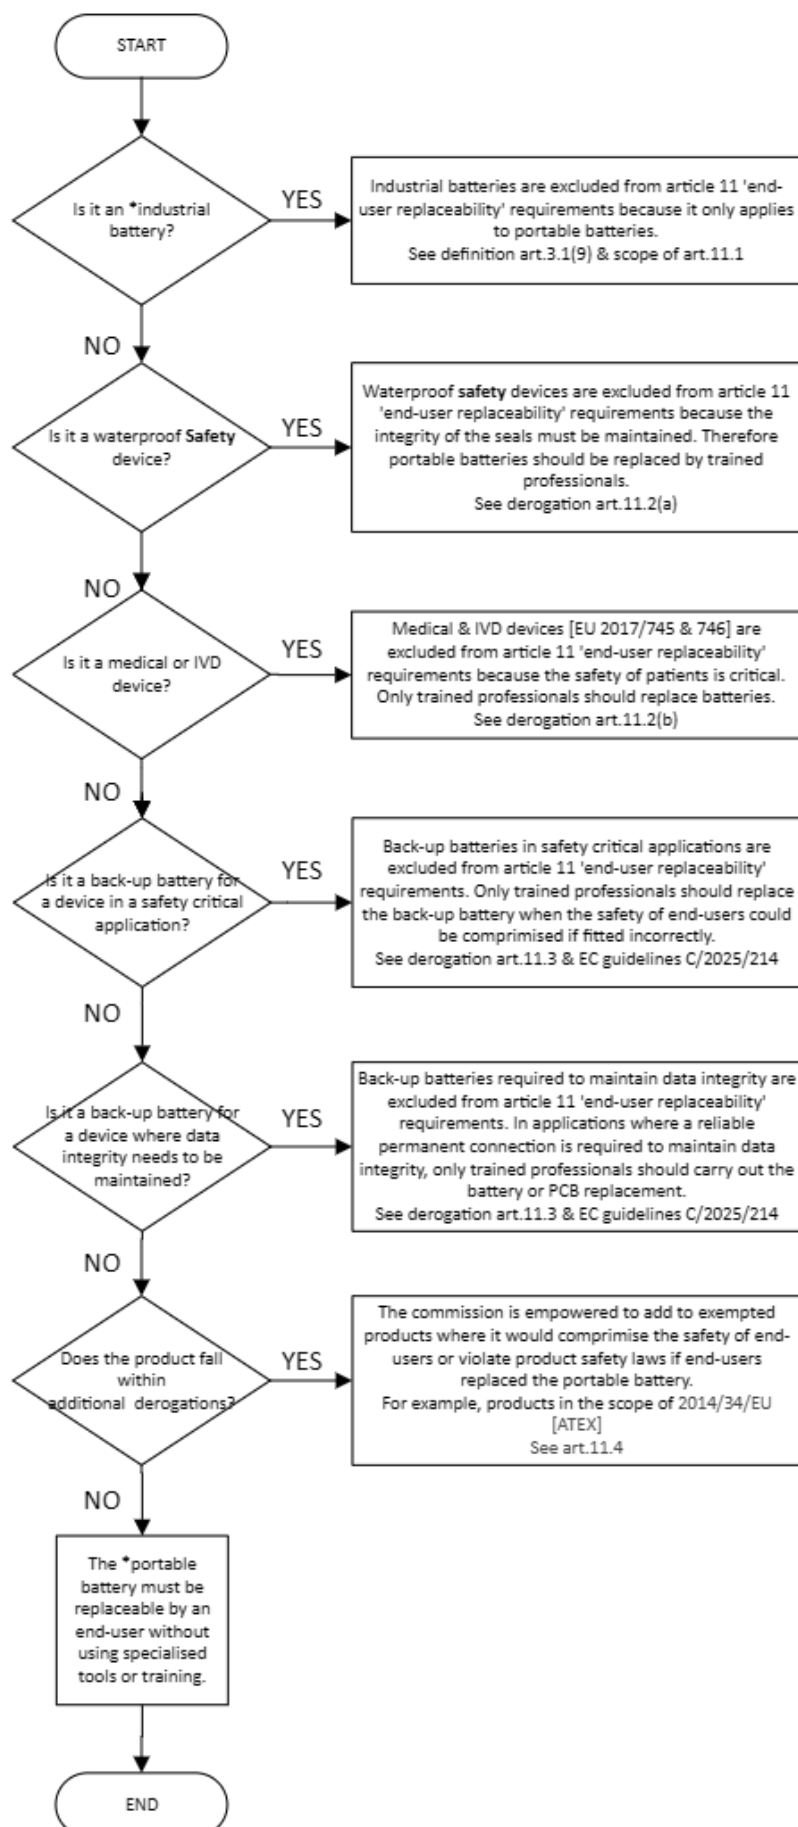 START
Is it an *industrial
battery?
YES
Industrial batteries are excluded from article 11 'end-
user replaceability' requirements because it only applies
to portable batteries.
See definition art.3.1(9) & scope of art.11.1
NO
Is it a waterproof Safety
device?
YES
Waterproof safety devices are excluded from article 11
'end-user replaceability' requirements because the
integrity of the seals must be maintained. Therefore
portable batteries should be replaced by trained
professionals.
See derogation art.11.2(a)
NO
Is it a medical or IVD
device?
YES
Medical & IVD devices [EU 2017/745 & 746] are
excluded from article 11 'end-user replaceability'
requirements because the safety of patients is critical.
Only trained professionals should replace batteries.
See derogation art.11.2(b)
NO
Is it a back-up battery for
a device in a safety critical
application?
YES
Back-up batteries in safety critical applications are
excluded from article 11 'end-user replaceability'
requirements. Only trained professionals should replace
the back-up battery when the safety of end-users could
be comprimised if fitted incorrectly.
See derogation art.11.3 & EC guidelines C/2025/214
NO
Is it a back-up battery for
a device where data
integrity needs to be
maintained?
YES
Back-up batteries required to maintain data integrity are
excluded from article 11 'end-user replaceability'
requirements. In applications where a reliable
permanent connection is required to maintain data
integrity, only trained professionals should carry out the
battery or PCB replacement.
See derogation art.11.3 & EC guidelines C/2025/214
NO
Does the product fall
within
additional derogations?
YES
The commission is empowered to add to exempted
products where it would comprimise the safety of end-
users or violate product safety laws if end-users
replaced the portable battery.
For example, products in the scope of 2014/34/EU
[ATEX]
See art.11.4
NO
The *portable
battery must be
replaceable by an
end-user without
using specialised
tools or training.
END